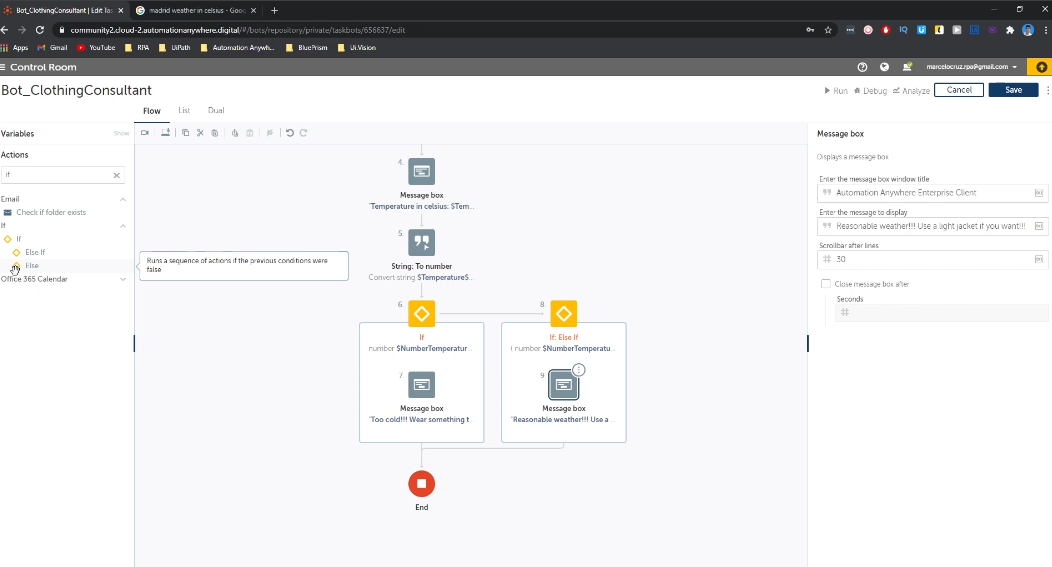 Bot_ClothingConsultant | Edit Ta
madrid weather in celsius - Goog
community2.cloud-2.automationanywhere.digital/#/bots/repository/private/taskbots/656637/edit
Apps Gmail YouTube RPA UiPath Automation Anywh... BluePrism Ui.Vision
Control Room
marcelocruz.rpa@gmail.com
Bot_ClothingConsultant
Run Debug Analyze Cancel Save
Flow List Dual
Variables Show
Actions
if
Email
Check if folder exists
If
If
Else If
Else
Office 365 Calendar
Runs a sequence of actions if the previous conditions were
false
4.
Message box
"Temperature in celsius: $Tem...
5.
String: To number
Convert string $TemperatureS...
6.
If
number $NumberTemperatur...
7.
Message box
"Too cold!!! Wear something t
8.
If: Else If
( number $NumberTemperatu...
9.
Message box
"Reasonable weather!!! Use a ...
End
Message box
Displays a message box
Enter the message box window title
Automation Anywhere Enterprise Client
Enter the message to display
Reasonable weather!!! Use a light jacket if you want!!!
Scrollbar after lines
# 30
Close message box after
Seconds
#